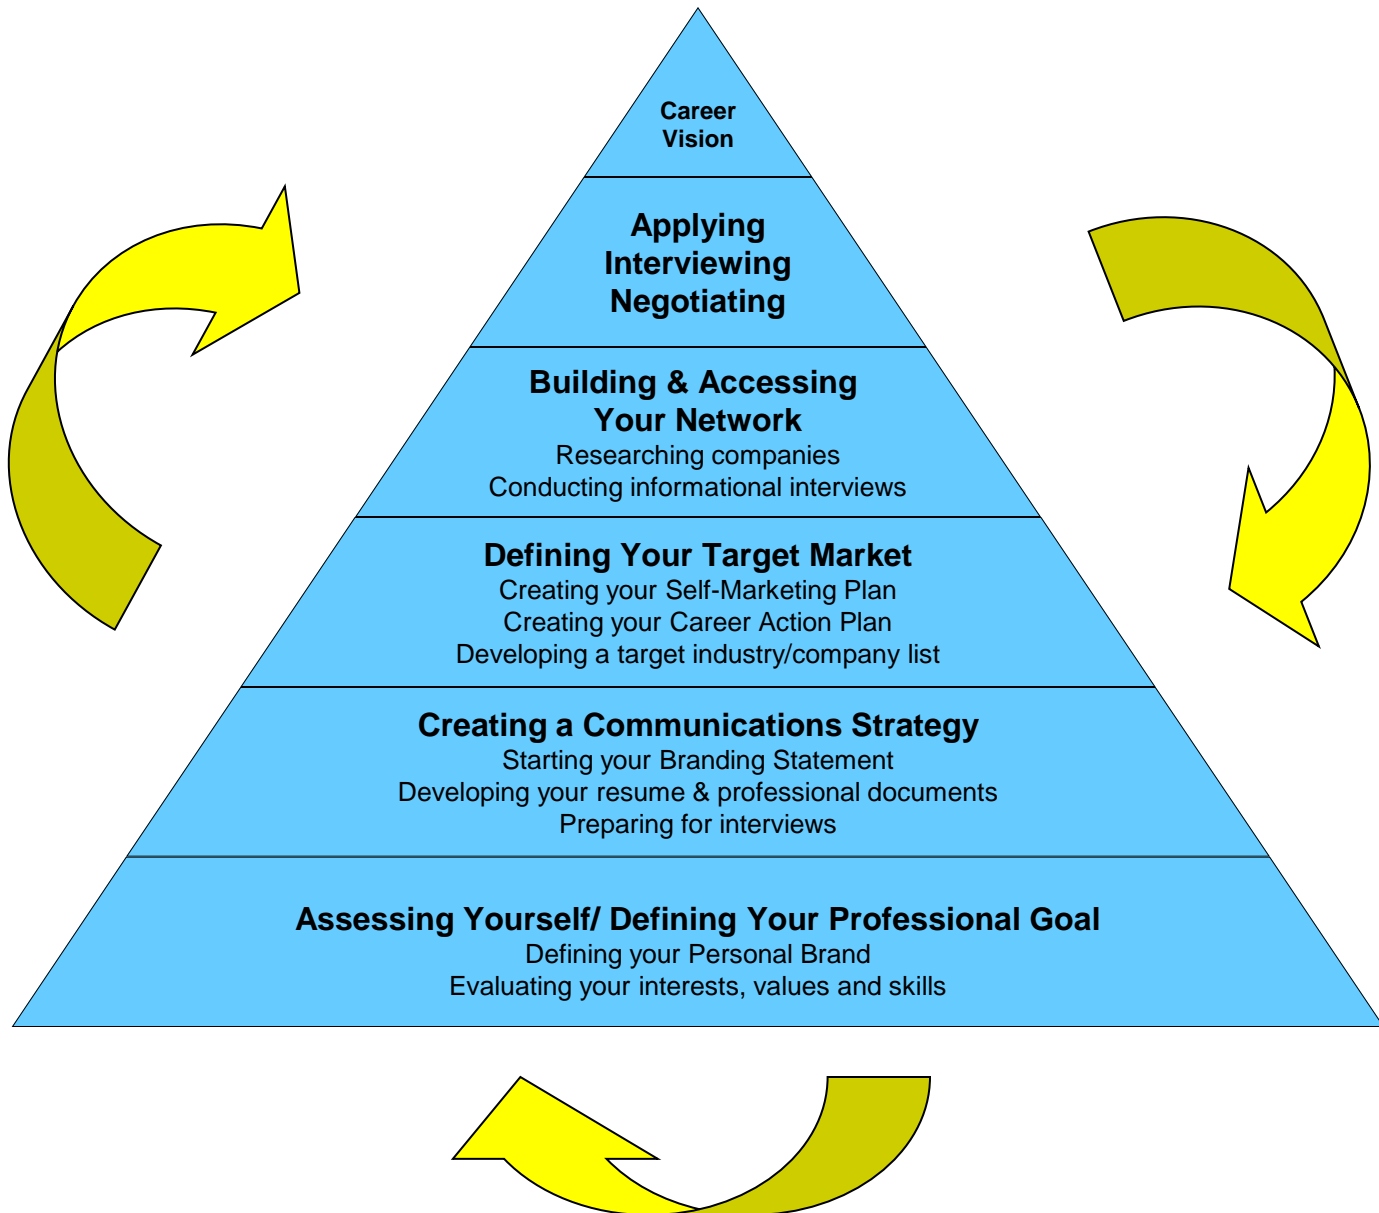 Career
Vision
Applying
Interviewing
Negotiating
Building & Accessing
Your Network
Researching companies
Conducting informational interviews
Defining Your Target Market
Creating your Self-Marketing Plan
Creating your Career Action Plan
Developing a target industry/company list
Creating a Communications Strategy
Starting your Branding Statement
Developing your resume & professional documents
Preparing for interviews
Assessing Yourself/ Defining Your Professional Goal
Defining your Personal Brand
Evaluating your interests, values and skills